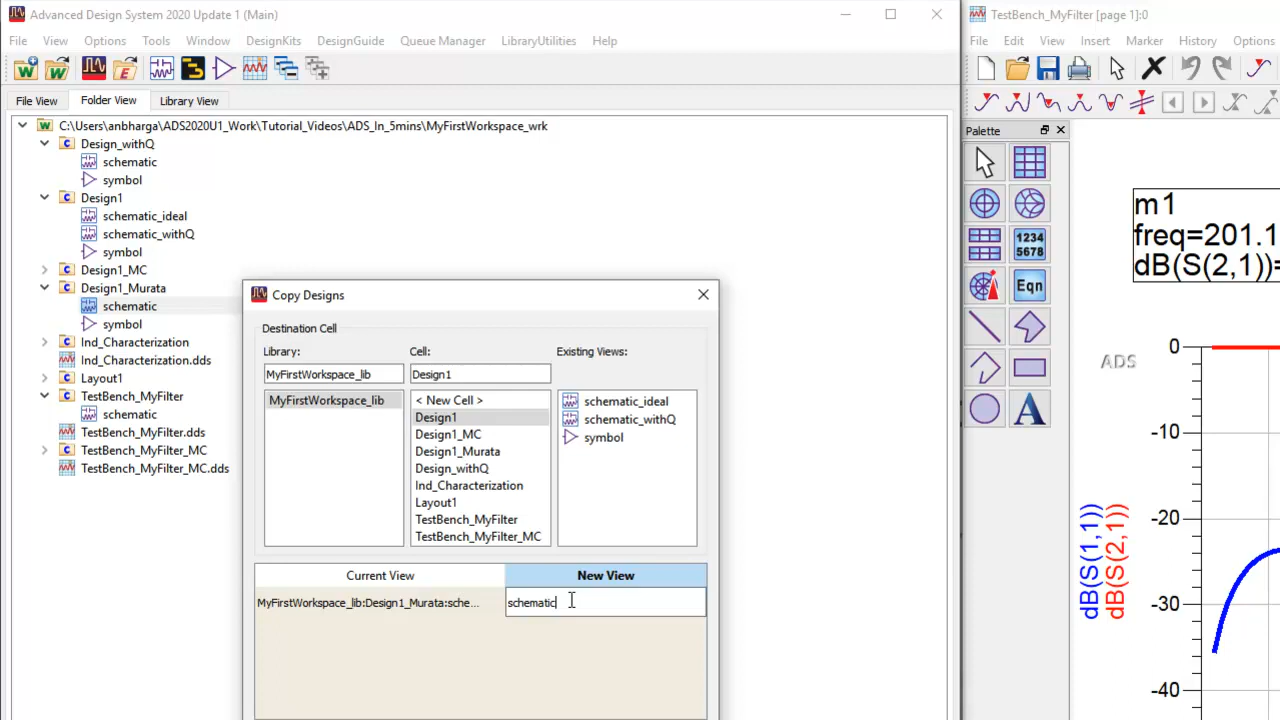 Advanced Design System 2020 Update 1 (Main)
File View Options Tools Window DesignKits DesignGuide Queue Manager LibraryUtilities Help
File View Folder View Library View
C:\Users\anbharga\ADS2020U1_Work\Tutorial_Videos\ADS_In_5mins\MyFirstWorkspace_wrk
Design_withQ
schematic
symbol
Design1
schematic_ideal
schematic_withQ
symbol
Design1_MC
Design1_Murata
schematic
symbol
Ind_Characterization
Ind_Characterization.dds
Layout1
TestBench_MyFilter
schematic
TestBench_MyFilter.dds
TestBench_MyFilter_MC
TestBench_MyFilter_MC.dds
Copy Designs
Destination Cell
Library: Cell: Existing Views:
MyFirstWorkspace_lib Design1
MyFirstWorkspace_lib
< New Cell >
Design1
Design1_MC
Design1_Murata
Design_withQ
Ind_Characterization
Layout1
TestBench_MyFilter
TestBench_MyFilter_MC
schematic_ideal
schematic_withQ
symbol
Current View New View
MyFirstWorkspace_lib:Design1_Murata:sche... schematic
TestBench_MyFilter [page 1]:0
File Edit View Insert Marker History Options
Palette
1234
5678
Eqn
A
m1
freq=201.1
dB(S(2,1))=
ADS
0
-10
-20
-30
-40
dB(S(1,1))
dB(S(2,1))